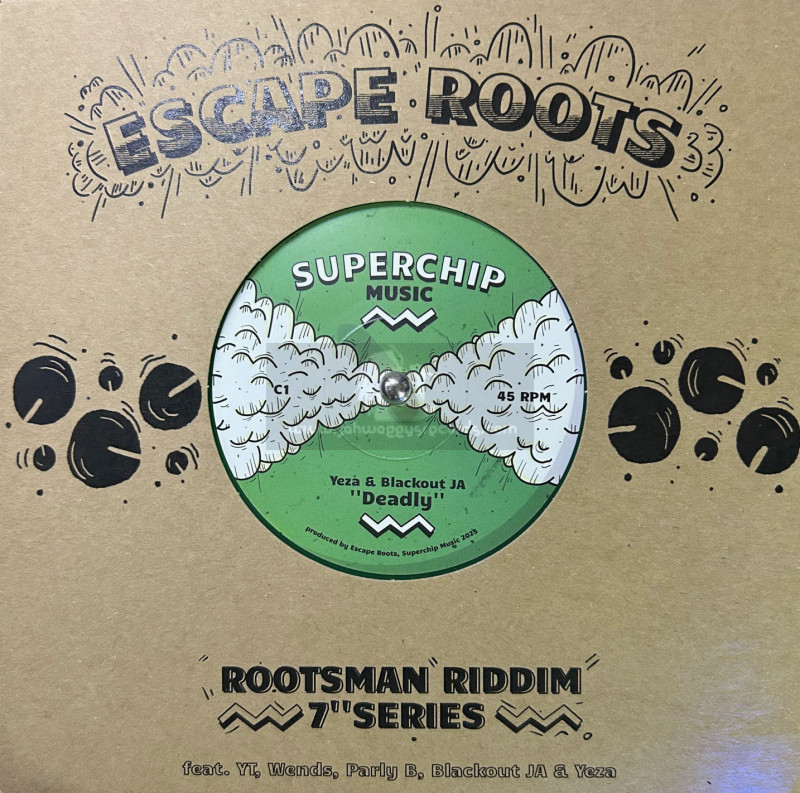 ESCAPE ROOTS
SUPERCHIP
MUSIC
C1
45 RPM
Yeza & Blackout JA
"Deadly"
produced by Escape Roots, Superchip Music 2023
ROOTSMAN RIDDIM
7" SERIES
feat. YT, Wends, Parly B, Blackout JA & Yeza